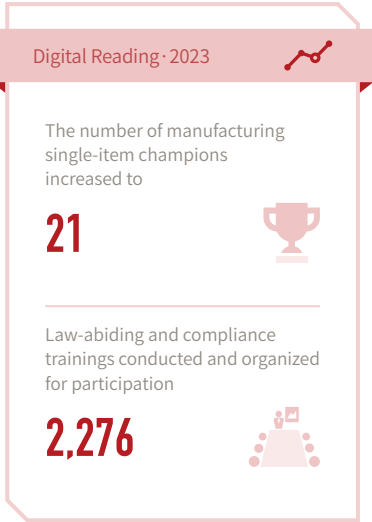 Digital Reading · 2023
The number of manufacturing
single-item champions
increased to
21
Law-abiding and compliance
trainings conducted and organized
for participation
2,276